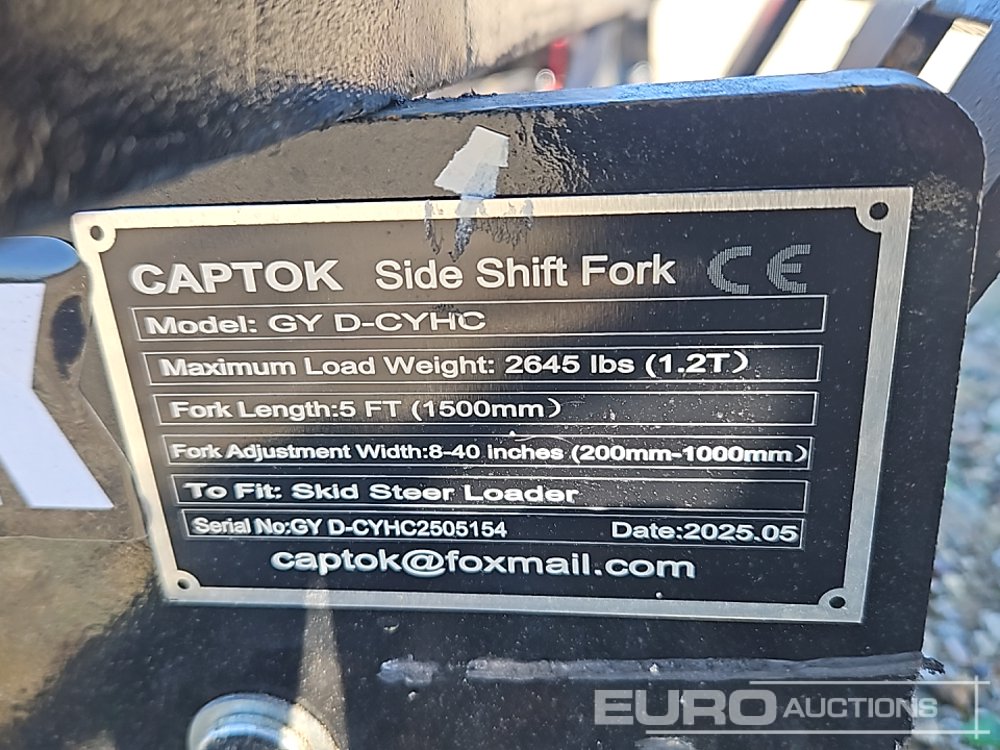 CAPTOK Side Shift Fork CE
Model: GY D-CYHC
Maximum Load Weight: 2645 lbs (1.2T)
Fork Length:5 FT (1500mm)
Fork Adjustment Width:8-40 inches (200mm-1000mm)
To Fit: Skid Steer Loader
Serial No:GY D-CYHC2505154 Date:2025.05
captok@foxmail.com
EURO AUCTIONS